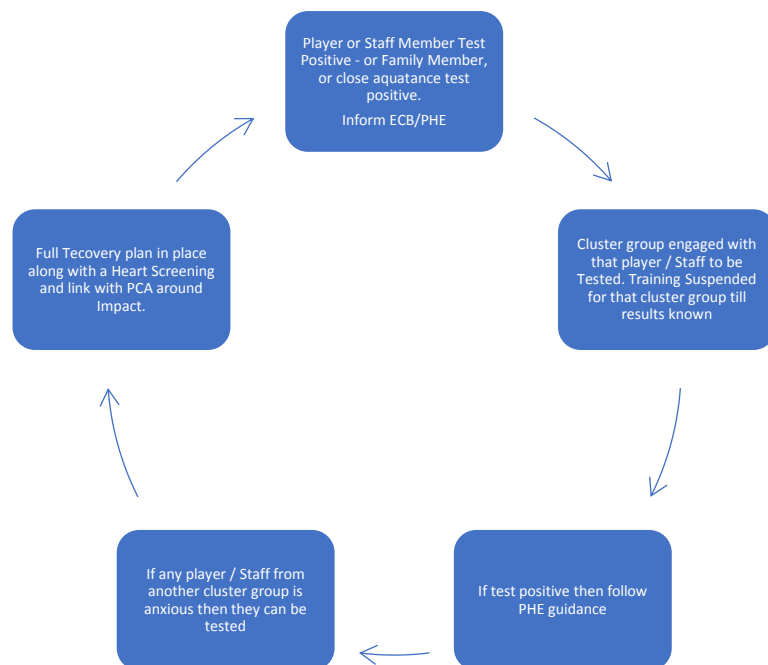 Player or Staff Member Test
Positive - or Family Member,
or close aquatance test
positive.
Inform ECB/PHE
Cluster group engaged with
that player / Staff to be
Tested. Training Suspended
for that cluster group till
results known
If test positive then follow
PHE guidance
If any player / Staff from
another cluster group is
anxious then they can be
tested
Full Tecovery plan in place
along with a Heart Screening
and link with PCA around
Impact.